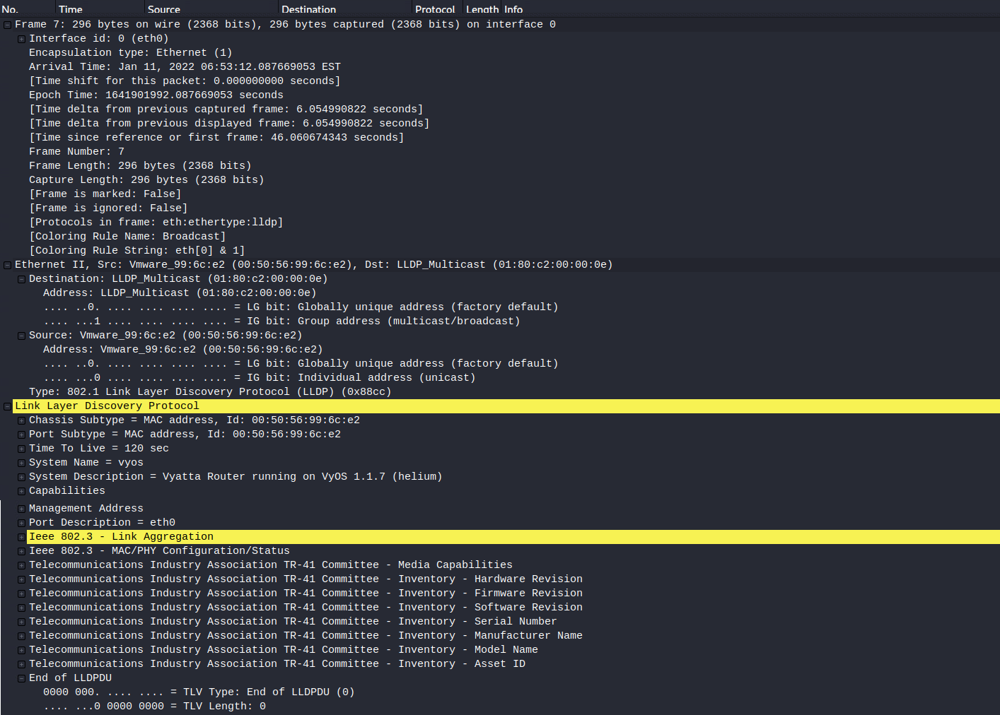 No. Time Source Destination Protocol Length Info
Frame 7: 296 bytes on wire (2368 bits), 296 bytes captured (2368 bits) on interface 0
Interface id: 0 (eth0)
Encapsulation type: Ethernet (1)
Arrival Time: Jan 11, 2022 06:53:12.087669053 EST
[Time shift for this packet: 0.000000000 seconds]
Epoch Time: 1641901992.087669053 seconds
[Time delta from previous captured frame: 6.054990822 seconds]
[Time delta from previous displayed frame: 6.054990822 seconds]
[Time since reference or first frame: 46.060674343 seconds]
Frame Number: 7
Frame Length: 296 bytes (2368 bits)
Capture Length: 296 bytes (2368 bits)
[Frame is marked: False]
[Frame is ignored: False]
[Protocols in frame: eth:ethertype:lldp]
[Coloring Rule Name: Broadcast]
[Coloring Rule String: eth[0] & 1]
Ethernet II, Src: Vmware_99:6c:e2 (00:50:56:99:6c:e2), Dst: LLDP_Multicast (01:80:c2:00:00:0e)
Destination: LLDP_Multicast (01:80:c2:00:00:0e)
Address: LLDP_Multicast (01:80:c2:00:00:0e)
.... ..0. .... .... .... .... = LG bit: Globally unique address (factory default)
.... ...1 .... .... .... .... = IG bit: Group address (multicast/broadcast)
Source: Vmware_99:6c:e2 (00:50:56:99:6c:e2)
Address: Vmware_99:6c:e2 (00:50:56:99:6c:e2)
.... ..0. .... .... .... .... = LG bit: Globally unique address (factory default)
.... ...0 .... .... .... .... = IG bit: Individual address (unicast)
Type: 802.1 Link Layer Discovery Protocol (LLDP) (0x88cc)
Link Layer Discovery Protocol
Chassis Subtype = MAC address, Id: 00:50:56:99:6c:e2
Port Subtype = MAC address, Id: 00:50:56:99:6c:e2
Time To Live = 120 sec
System Name = vyos
System Description = Vyatta Router running on VyOS 1.1.7 (helium)
Capabilities
Management Address
Port Description = eth0
Ieee 802.3 - Link Aggregation
Ieee 802.3 - MAC/PHY Configuration/Status
Telecommunications Industry Association TR-41 Committee - Media Capabilities
Telecommunications Industry Association TR-41 Committee - Inventory - Hardware Revision
Telecommunications Industry Association TR-41 Committee - Inventory - Firmware Revision
Telecommunications Industry Association TR-41 Committee - Inventory - Software Revision
Telecommunications Industry Association TR-41 Committee - Inventory - Serial Number
Telecommunications Industry Association TR-41 Committee - Inventory - Manufacturer Name
Telecommunications Industry Association TR-41 Committee - Inventory - Model Name
Telecommunications Industry Association TR-41 Committee - Inventory - Asset ID
End of LLDPDU
0000 000. .... .... = TLV Type: End of LLDPDU (0)
.... ...0 0000 0000 = TLV Length: 0